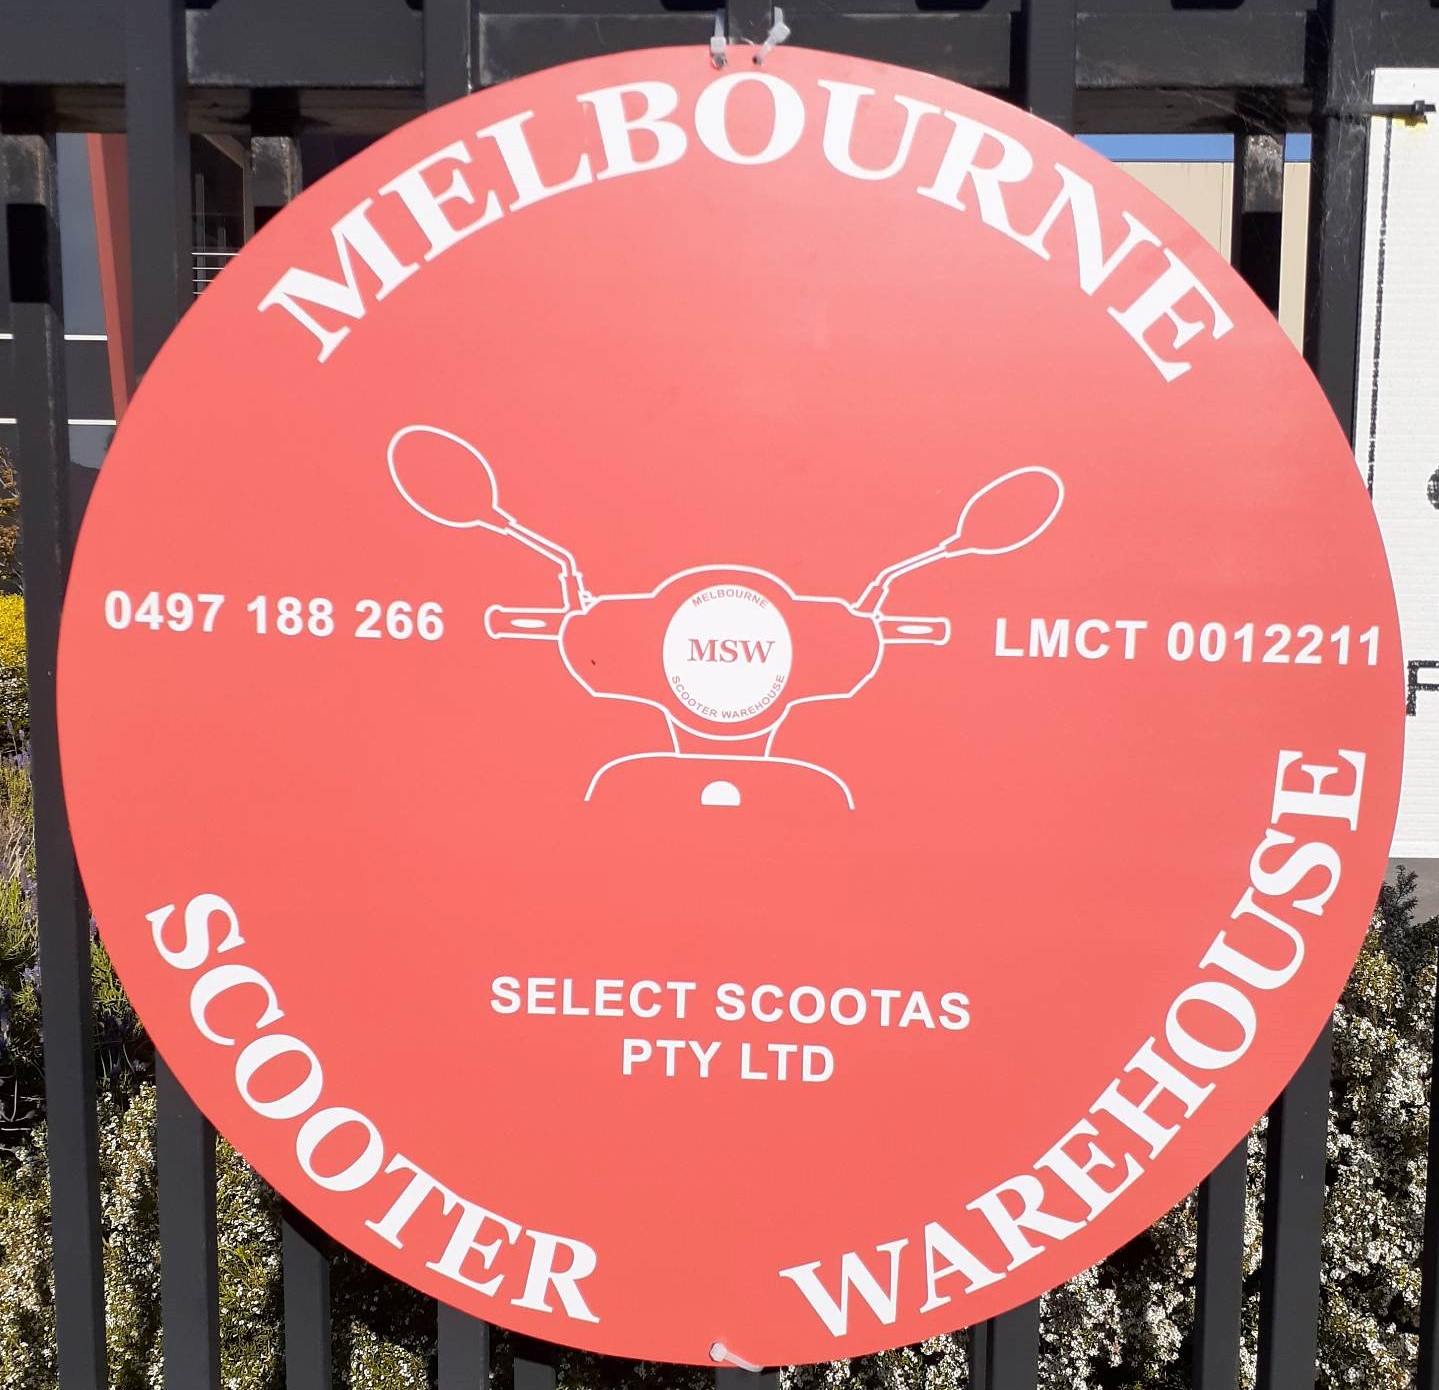 MELBOURNE
0497 188 266
MELBOURNE
MSW
SCOOTER WAREHOUSE
LMCT 0012211
SELECT SCOOTAS
PTY LTD
SCOOTER
WAREHOUSE